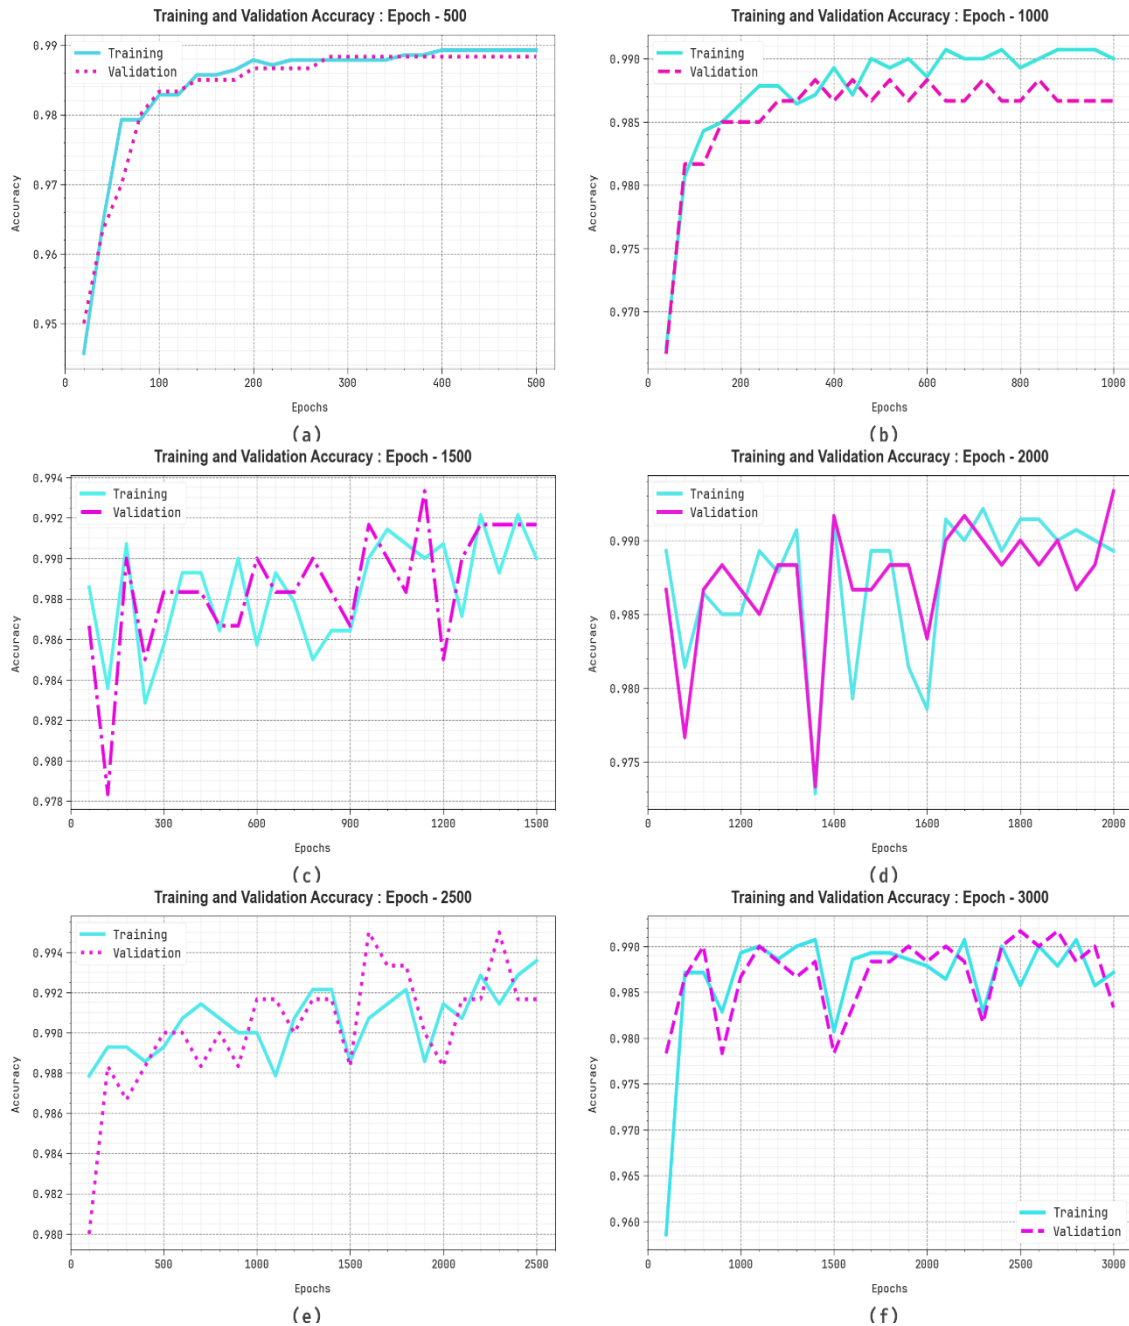 Training and Validation Accuracy : Epoch - 500
Training
Validation
0.99
0.98
0.97
0.96
0.95
Accuracy
0 100 200 300 400 500
Epochs
(a)
Training and Validation Accuracy : Epoch - 1000
Training
Validation
0.990
0.985
0.980
0.975
0.970
Accuracy
0 200 400 600 800 1000
Epochs
(b)
Training and Validation Accuracy : Epoch - 1500
Training
Validation
0.994
0.992
0.990
0.988
0.986
0.984
0.982
0.980
0.978
Accuracy
0 300 600 900 1200 1500
Epochs
(c)
Training and Validation Accuracy : Epoch - 2000
Training
Validation
0.990
0.985
0.980
0.975
Accuracy
0 1200 1400 1600 1800 2000
Epochs
(d)
Training and Validation Accuracy : Epoch - 2500
Training
Validation
0.994
0.992
0.990
0.988
0.986
0.984
0.982
0.980
Accuracy
0 500 1000 1500 2000 2500
Epochs
(e)
Training and Validation Accuracy : Epoch - 3000
0.990
0.985
0.980
0.975
0.970
0.965
0.960
Accuracy
Training
Validation
0 1000 1500 2000 2500 3000
Epochs
(f)